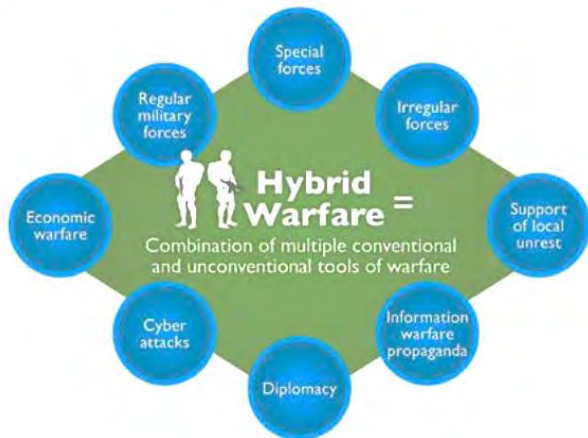 Special
forces
Regular
military
forces
Irregular
forces
Hybrid
Warfare =
Combination of multiple conventional
and unconventional tools of warfare
Economic
warfare
Support
of local
unrest
Cyber
attacks
Information
warfare
propaganda
Diplomacy